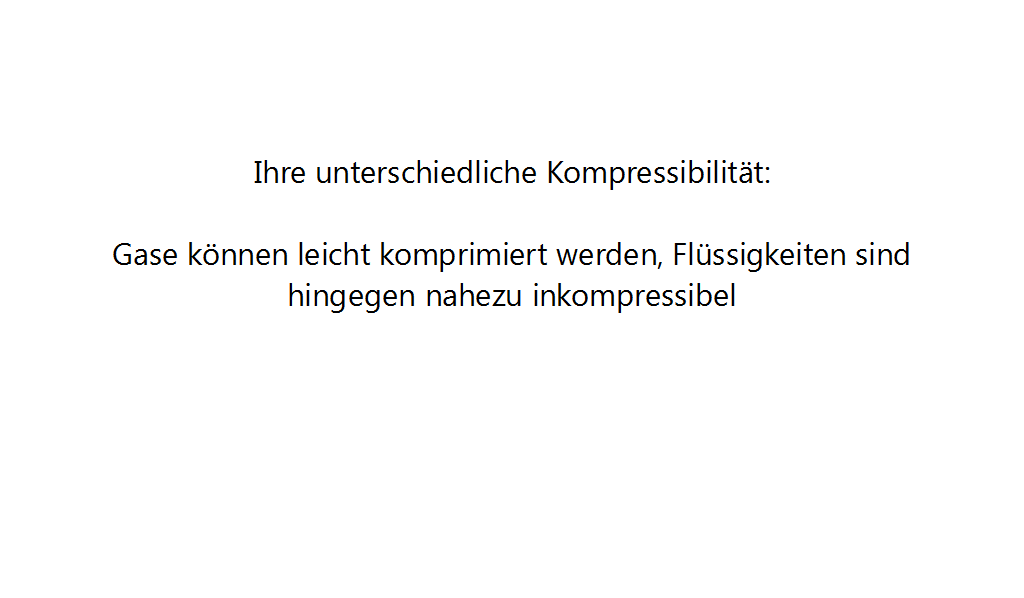 Ihre unterschiedliche Kompressibilität:
Gase können leicht komprimiert werden, Flüssigkeiten sind
hingegen nahezu inkompressibel